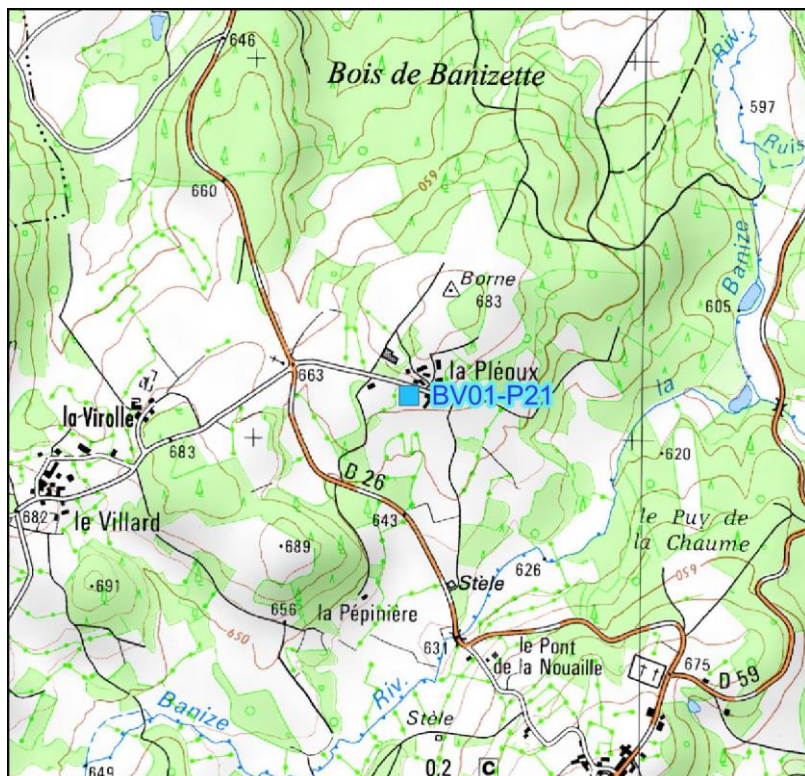 646
Bois de Banizette
Riv.
597
Ruis
660
650
Banize
Borne
683
605
663
la Pléoux
BV01-P21
la
la Virolle
683
620
D 26
682
le Villard
643
le Puy de
la Chaume
689
626
650
691
Stèle
la Pépinière
656
650
631
le Pont
de la Nouaille
675
D 59
Riv.
Banize
Stèle
649
0.2
C